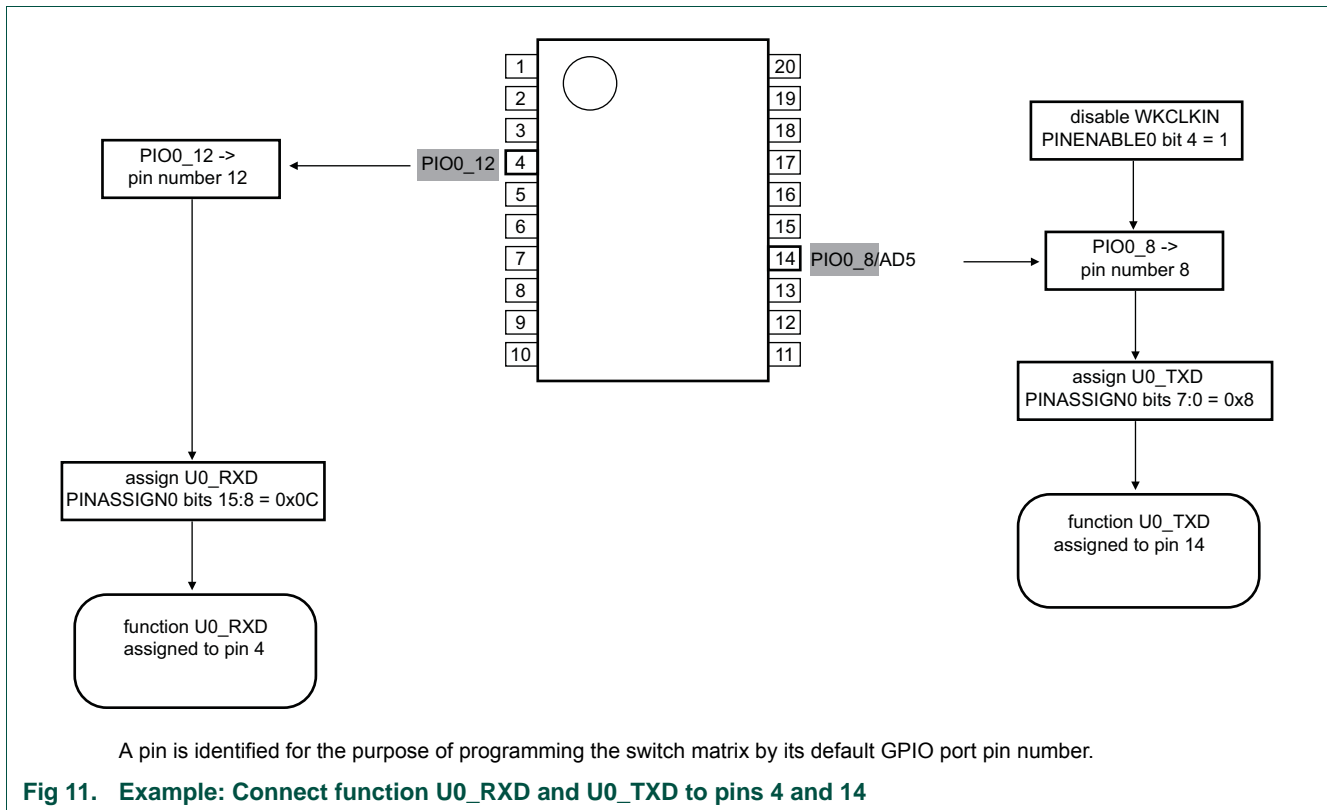 1
2
3
4
5
6
7
8
9
10
20
19
18
17
16
15
14
13
12
11
PIO0_12
PIO0_12 ->
pin number 12
assign U0_RXD
PINASSIGN0 bits 15:8 = 0x0C
function U0_RXD
assigned to pin 4
PIO0_8/AD5
disable WKCLKIN
PINENABLE0 bit 4 = 1
PIO0_8 ->
pin number 8
assign U0_TXD
PINASSIGN0 bits 7:0 = 0x8
function U0_TXD
assigned to pin 14
A pin is identified for the purpose of programming the switch matrix by its default GPIO port pin number.
Fig 11. Example: Connect function U0_RXD and U0_TXD to pins 4 and 14